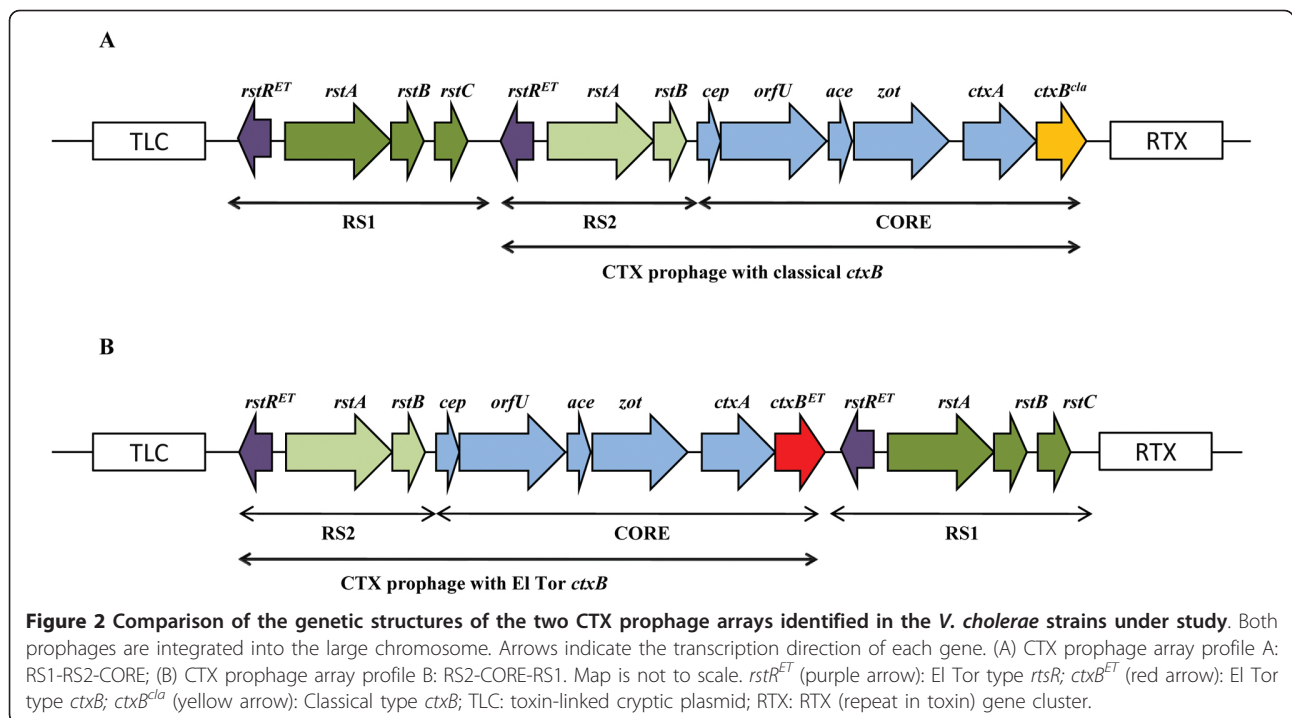 A
rstR^ET rstA rstB rstC rstR^ET rstA rstB cep orfU ace zot ctxA ctxB^cla
TLC RTX
RS1 RS2 CORE
CTX prophage with classical ctxB
B
rstR^ET rstA rstB cep orfU ace zot ctxA ctxB^ET rstR^ET rstA rstB rstC
TLC RTX
RS2 CORE RS1
CTX prophage with El Tor ctxB
Figure 2 Comparison of the genetic structures of the two CTX prophage arrays identified in the V. cholerae strains under study. Both
prophages are integrated into the large chromosome. Arrows indicate the transcription direction of each gene. (A) CTX prophage array profile A:
RS1-RS2-CORE; (B) CTX prophage array profile B: RS2-CORE-RS1. Map is not to scale. rstR^ET (purple arrow): El Tor type rtsR; ctxB^ET (red arrow): El Tor
type ctxB; ctxB^cla (yellow arrow): Classical type ctxB; TLC: toxin-linked cryptic plasmid; RTX: RTX (repeat in toxin) gene cluster.